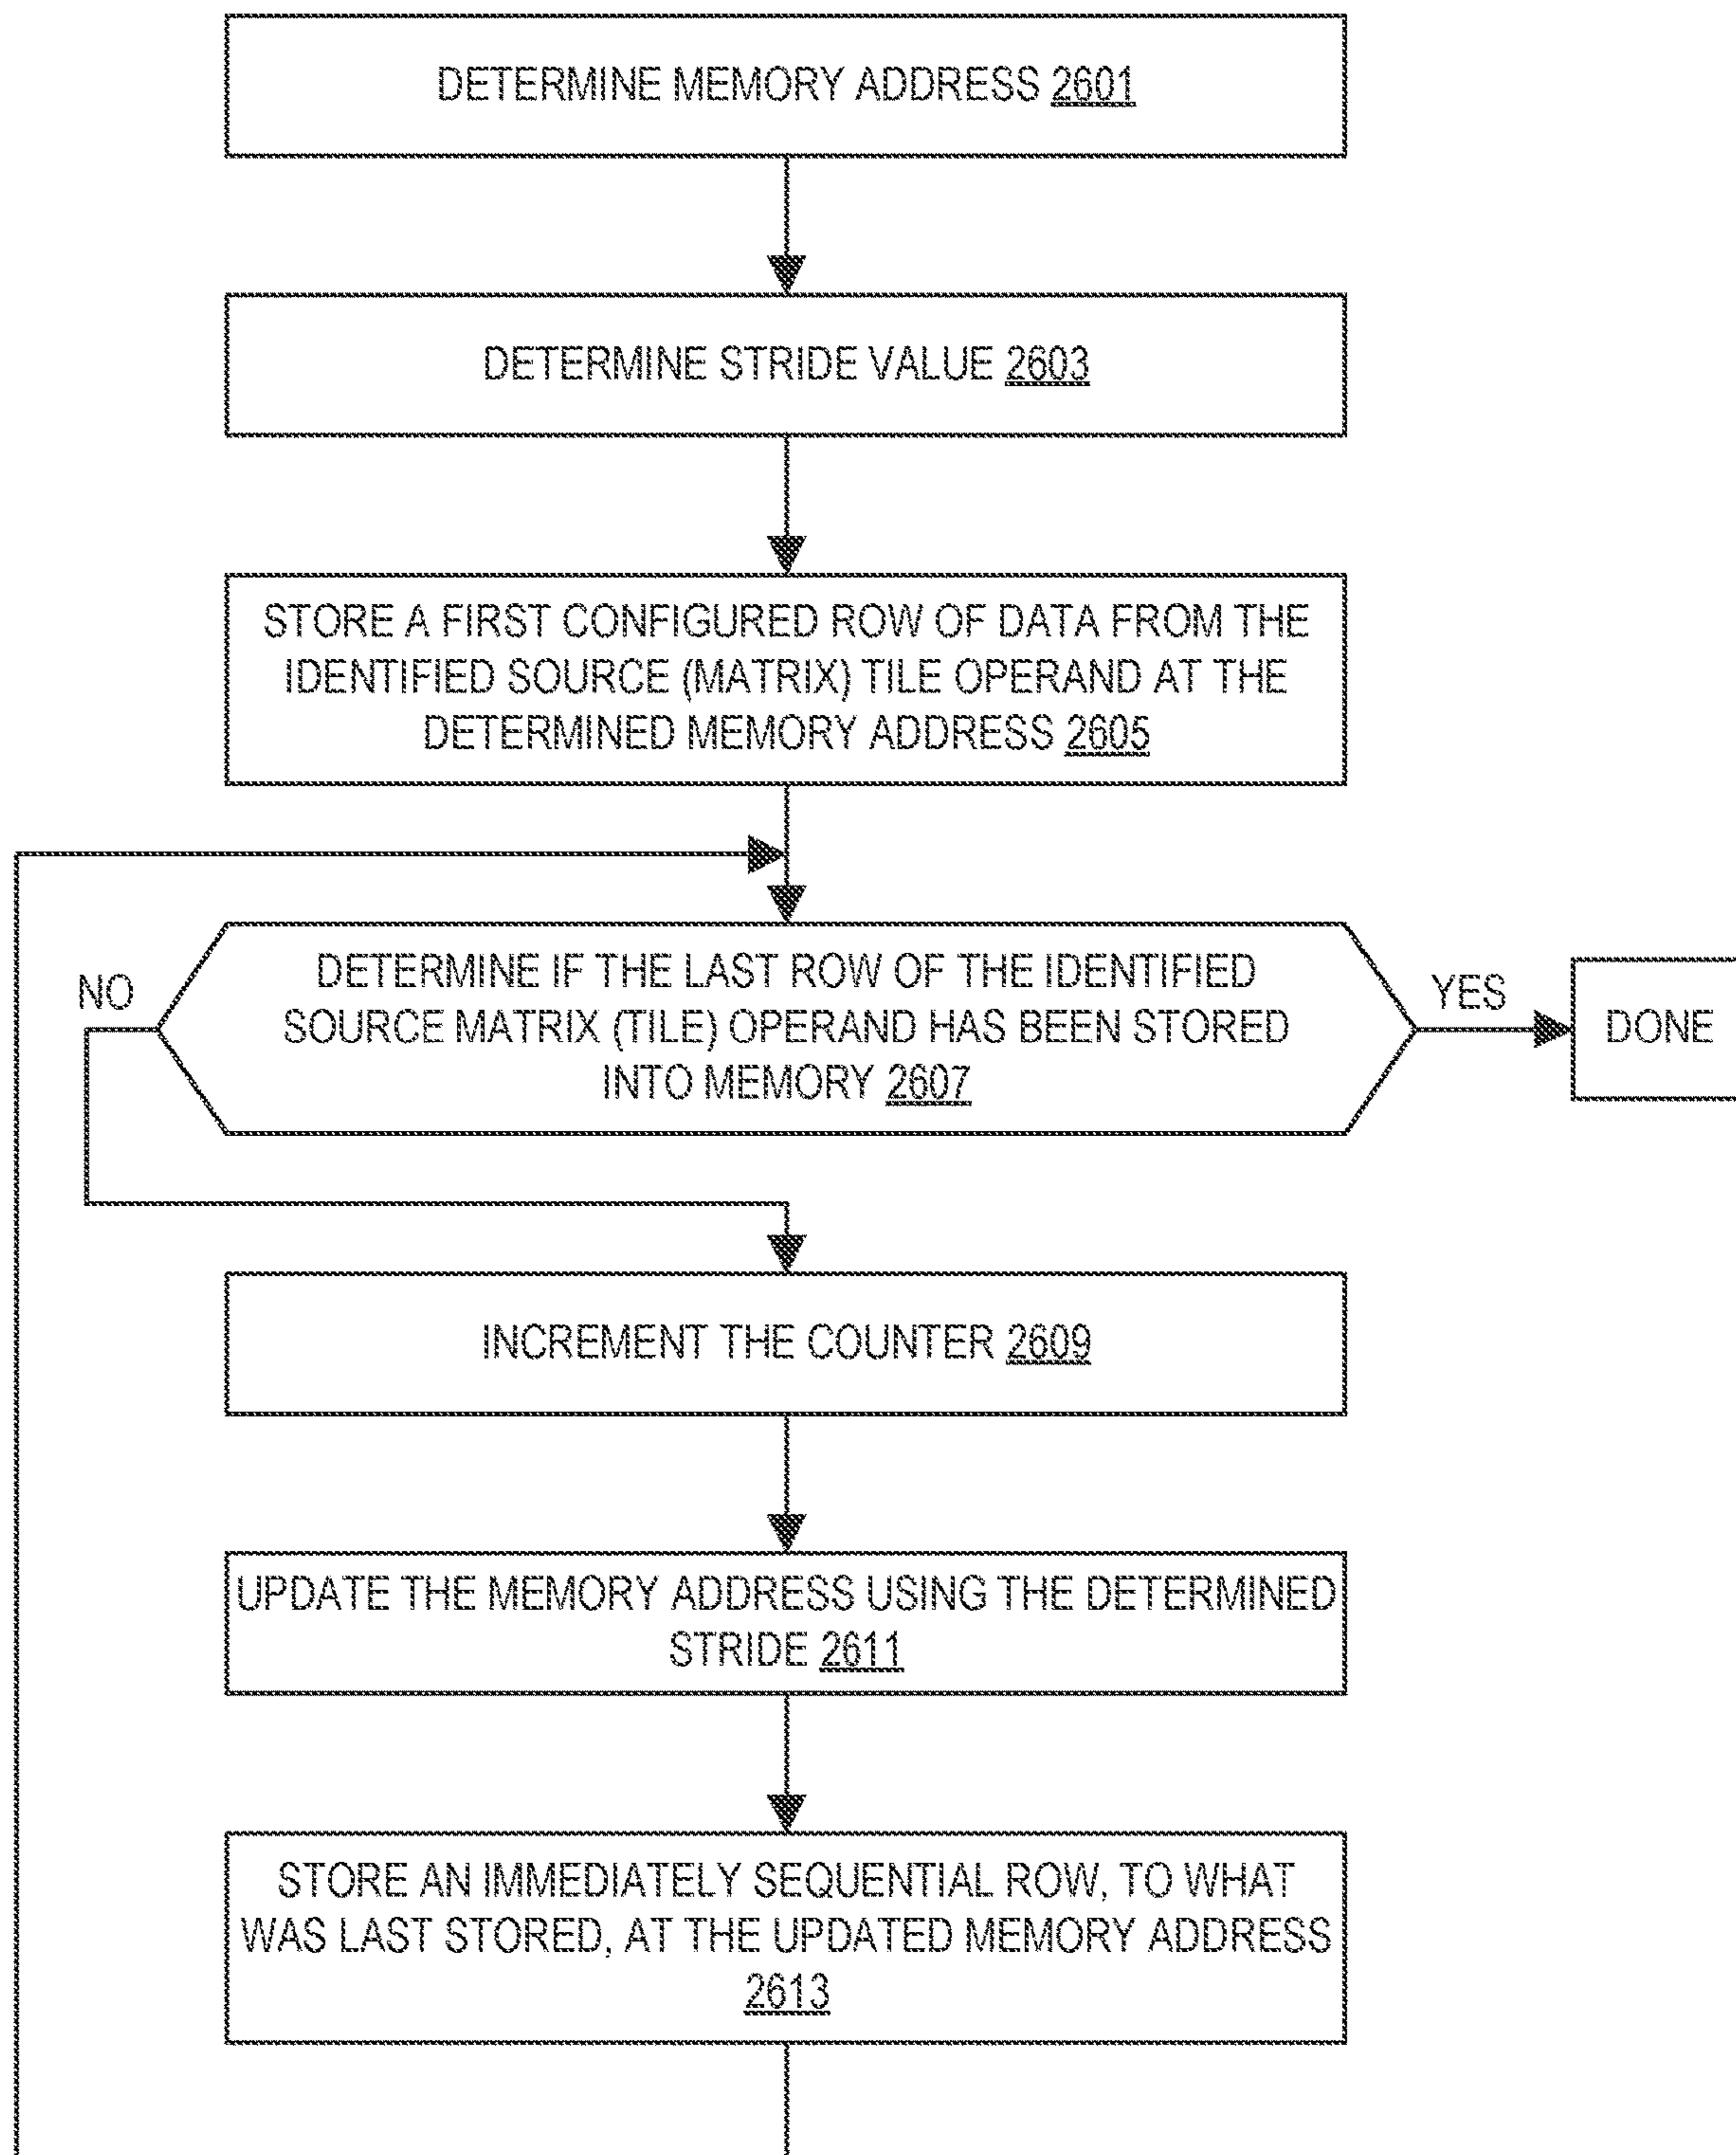 DETERMINE MEMORY ADDRESS 2601
DETERMINE STRIDE VALUE 2603
STORE A FIRST CONFIGURED ROW OF DATA FROM THE
IDENTIFIED SOURCE (MATRIX) TILE OPERAND AT THE
DETERMINED MEMORY ADDRESS 2605
NO
DETERMINE IF THE LAST ROW OF THE IDENTIFIED
SOURCE MATRIX (TILE) OPERAND HAS BEEN STORED
INTO MEMORY 2607
YES
DONE
INCREMENT THE COUNTER 2609
UPDATE THE MEMORY ADDRESS USING THE DETERMINED
STRIDE 2611
STORE AN IMMEDIATELY SEQUENTIAL ROW, TO WHAT
WAS LAST STORED, AT THE UPDATED MEMORY ADDRESS
2613